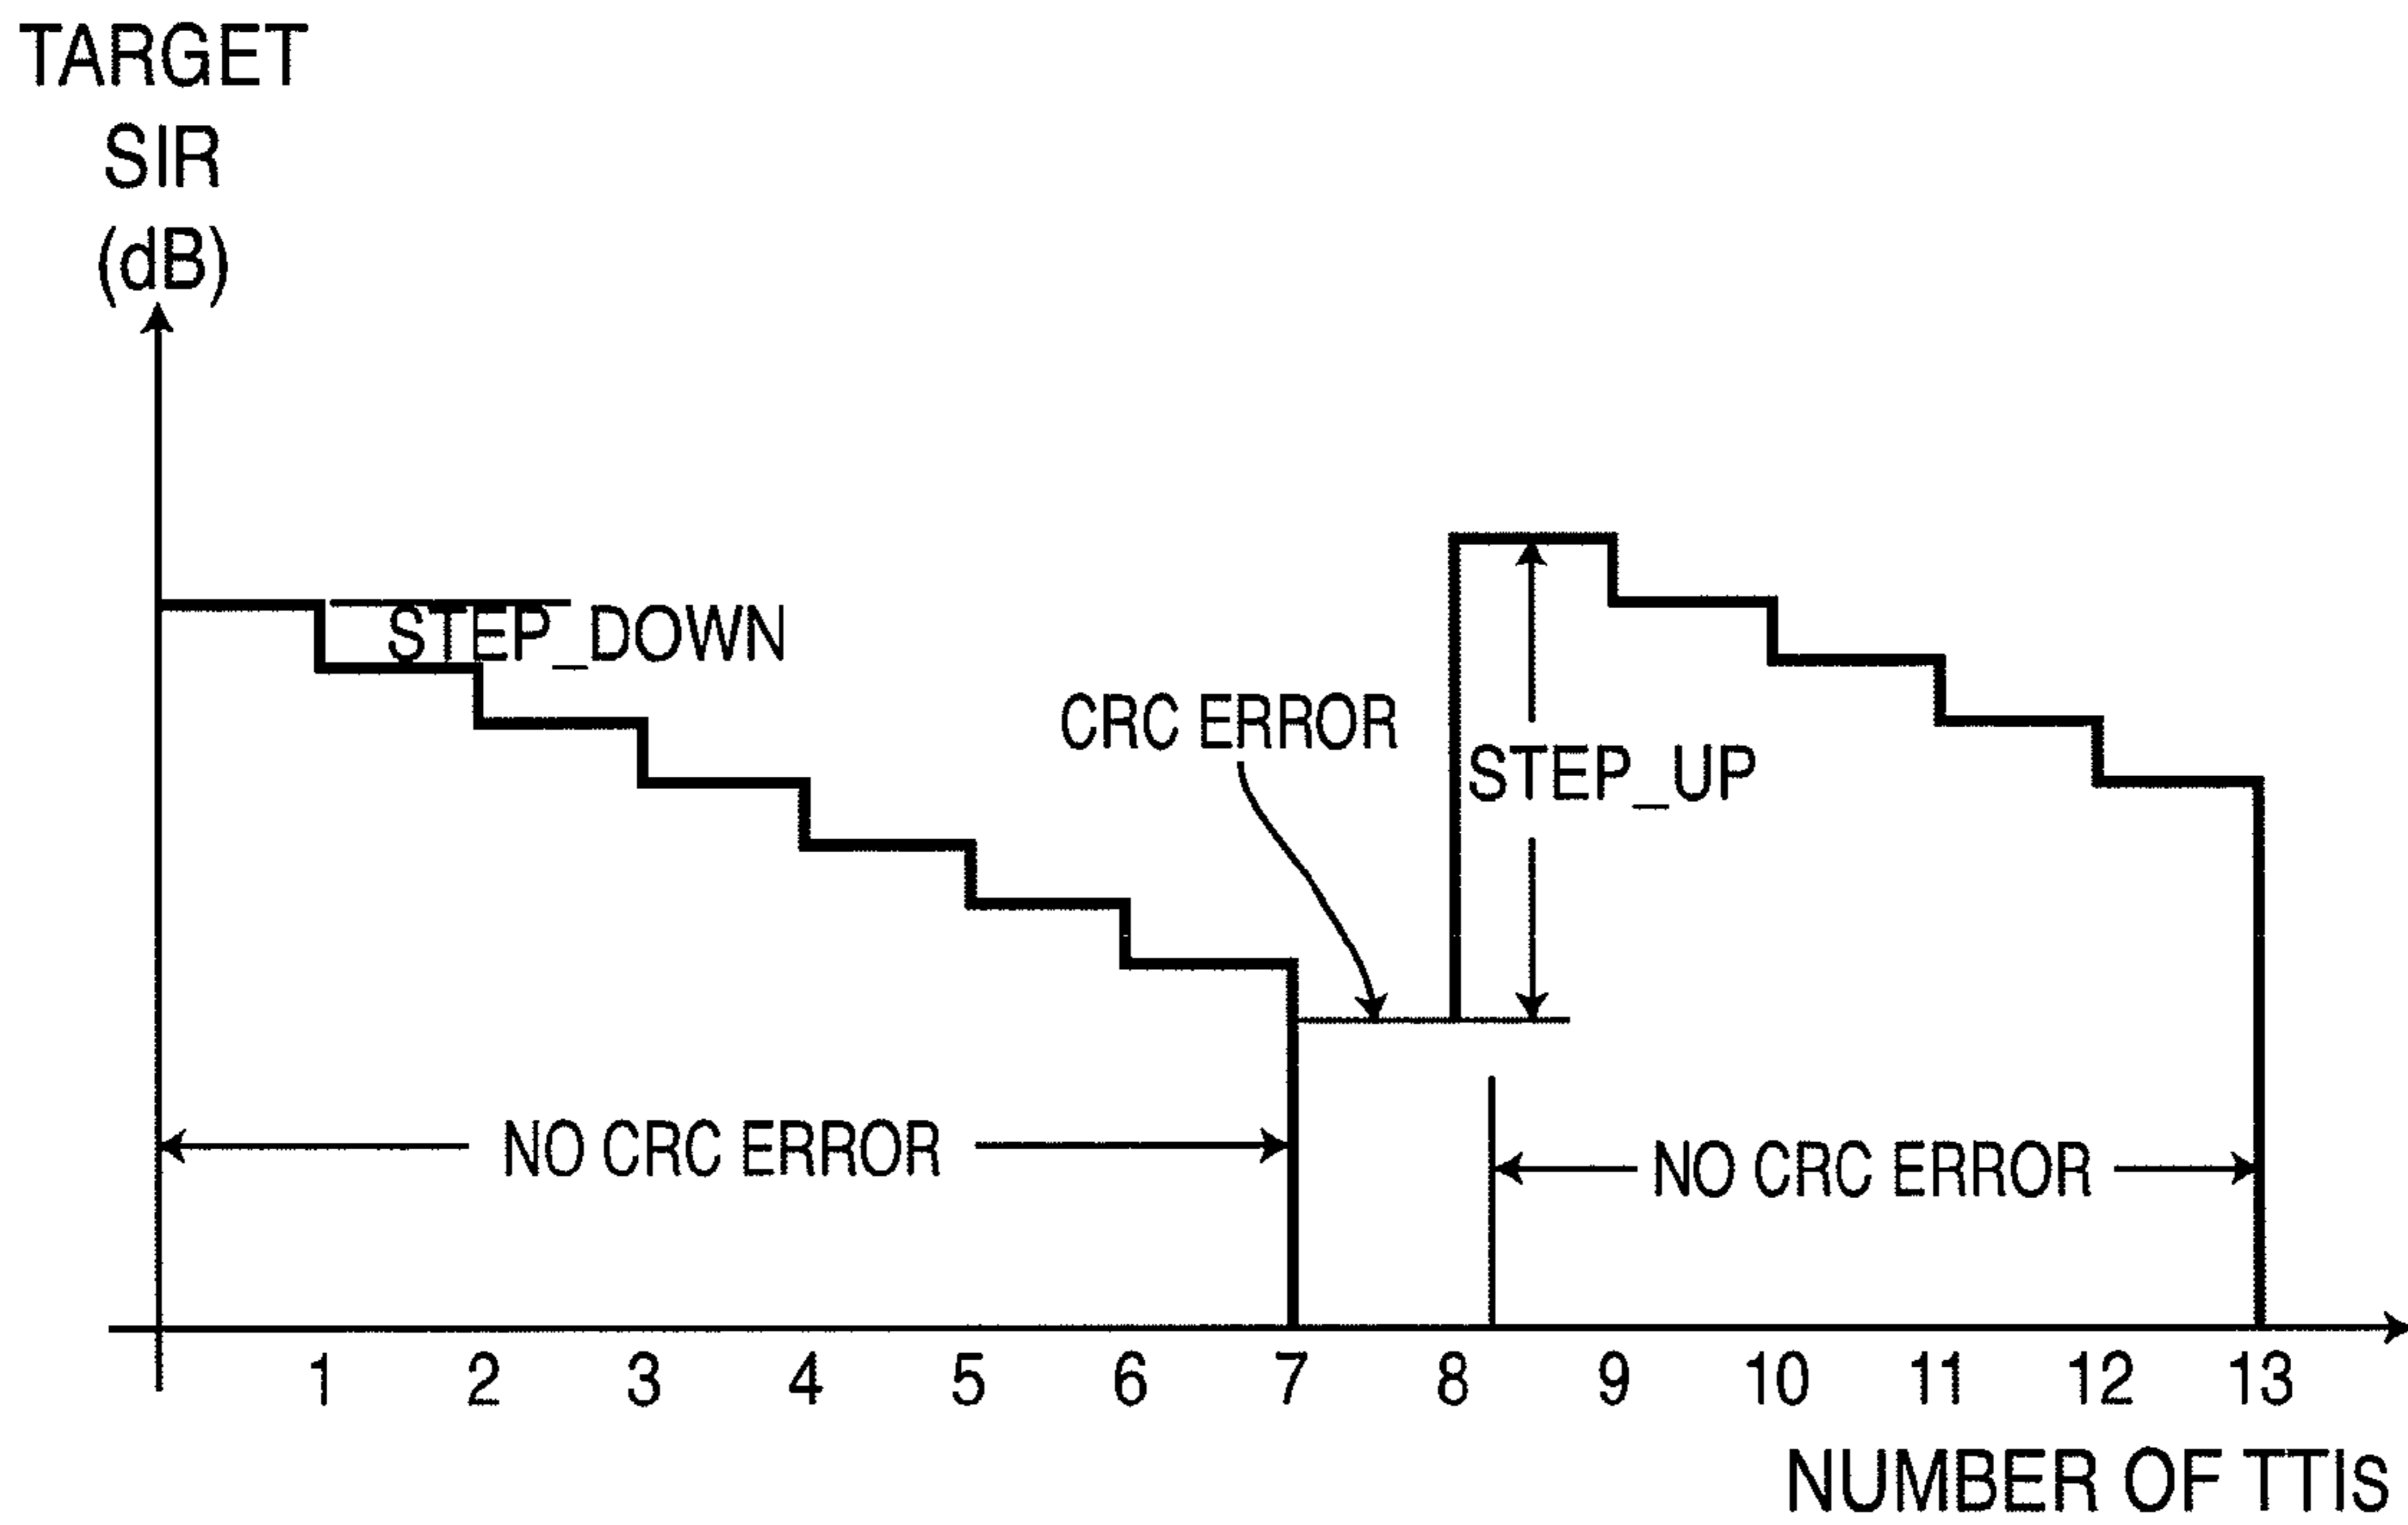 TARGET
SIR
(dB)
STEP_DOWN
CRC ERROR
STEP_UP
NO CRC ERROR
NO CRC ERROR
1 2 3 4 5 6 7 8 9 10 11 12 13
NUMBER OF TTIS